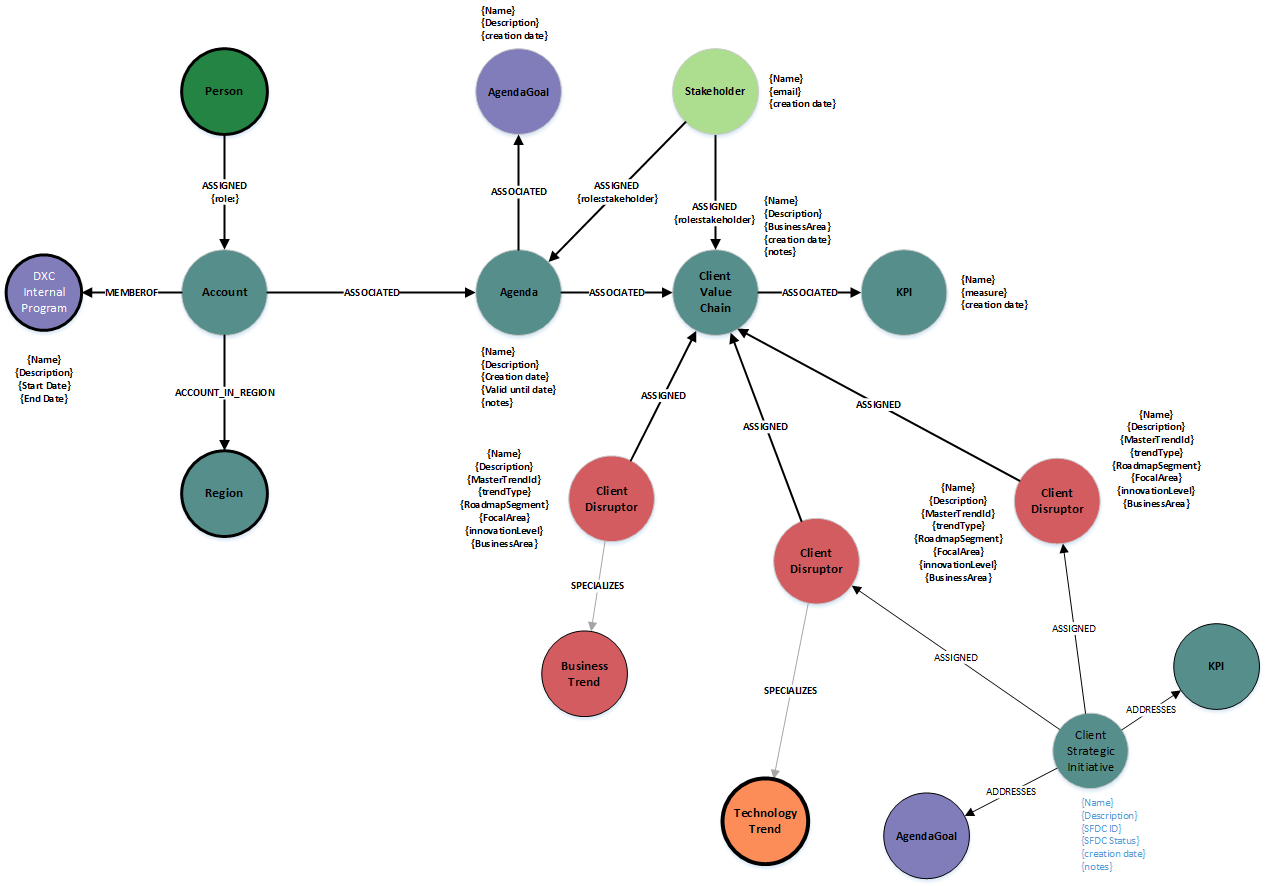 {Name}
{Description}
{creation date}
Person
AgendaGoal
Stakeholder
{Name}
{email}
{creation date}
ASSIGNED
{role:}
ASSOCIATED
ASSIGNED
{role:stakeholder}
ASSIGNED
{role:stakeholder}
{Name}
{Description}
{BusinessArea}
{creation date}
{notes}
DXC
Internal
Program
MEMBEROF
Account
ASSOCIATED
Agenda
ASSOCIATED
Client
Value
Chain
ASSOCIATED
KPI
{Name}
{measure}
{creation date}
{Name}
{Description}
{Start Date}
{End Date}
{Name}
{Description}
{Creation date}
{Valid until date}
{notes}
ACCOUNT_IN_REGION
ASSIGNED
ASSIGNED
ASSIGNED
Region
{Name}
{Description}
{MasterTrendId}
{trendType}
{RoadmapSegment}
{FocalArea}
{innovationLevel}
{BusinessArea}
Client
Disruptor
Client
Disruptor
{Name}
{Description}
{MasterTrendId}
{trendType}
{RoadmapSegment}
{FocalArea}
{innovationLevel}
{BusinessArea}
Client
Disruptor
{Name}
{Description}
{MasterTrendId}
{trendType}
{RoadmapSegment}
{FocalArea}
{innovationLevel}
{BusinessArea}
SPECIALIZES
Business
Trend
SPECIALIZES
ASSIGNED
ASSIGNED
KPI
ADDRESSES
Client
Strategic
Initiative
ADDRESSES
Technology
Trend
AgendaGoal
{Name}
{Description}
{SFDC ID}
{SFDC Status}
{creation date}
{notes}